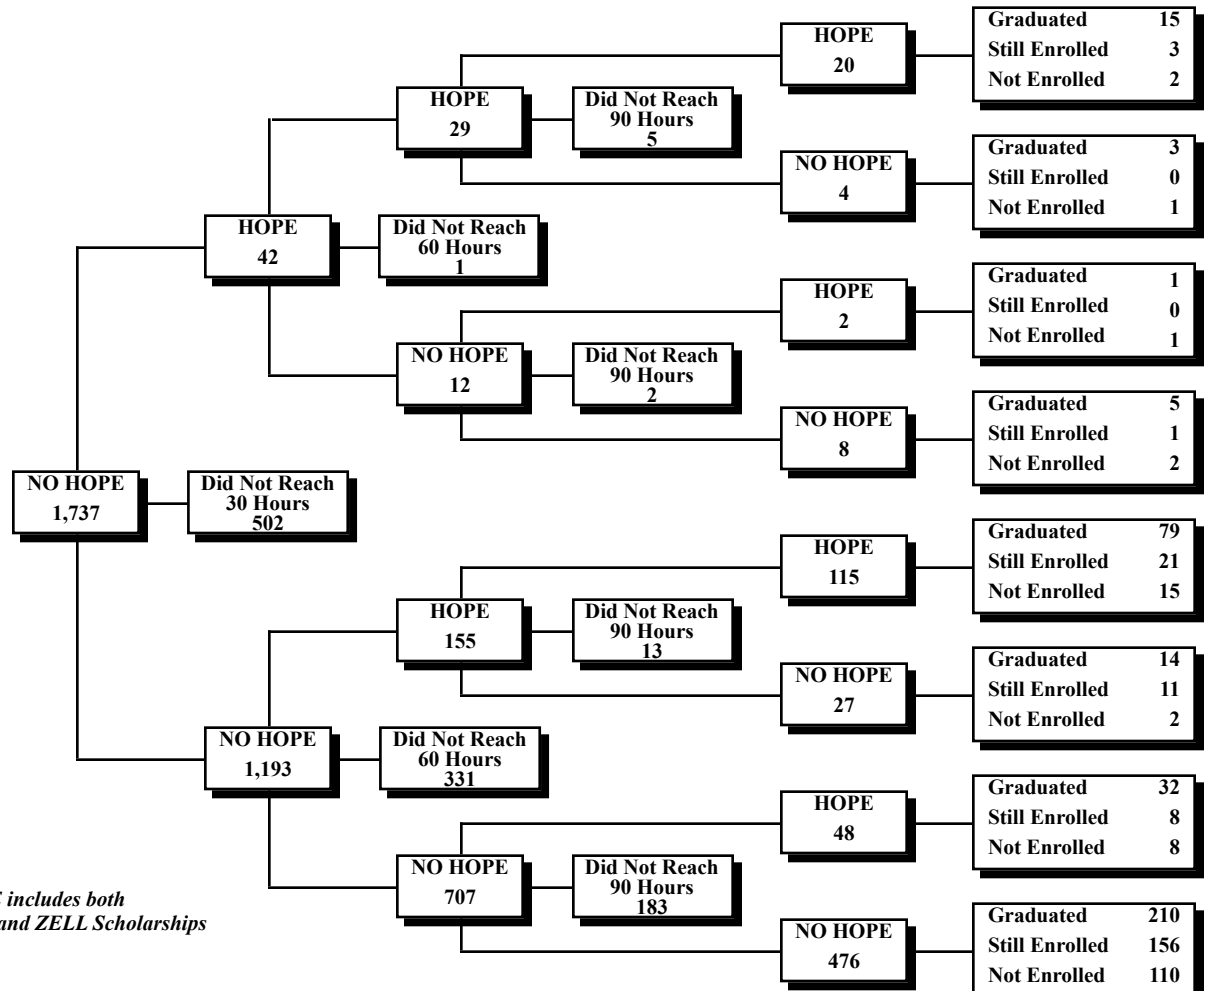 HOPE
20
Graduated 15
Still Enrolled 3
Not Enrolled 2
HOPE
29
Did Not Reach
90 Hours
5
NO HOPE
4
Graduated 3
Still Enrolled 0
Not Enrolled 1
HOPE
42
Did Not Reach
60 Hours
1
HOPE
2
Graduated 1
Still Enrolled 0
Not Enrolled 1
NO HOPE
12
Did Not Reach
90 Hours
2
NO HOPE
8
Graduated 5
Still Enrolled 1
Not Enrolled 2
NO HOPE
1,737
Did Not Reach
30 Hours
502
HOPE
115
Graduated 79
Still Enrolled 21
Not Enrolled 15
HOPE
155
Did Not Reach
90 Hours
13
NO HOPE
27
Graduated 14
Still Enrolled 11
Not Enrolled 2
NO HOPE
1,193
Did Not Reach
60 Hours
331
HOPE
48
Graduated 32
Still Enrolled 8
Not Enrolled 8
NO HOPE
707
Did Not Reach
90 Hours
183
NO HOPE
476
Graduated 210
Still Enrolled 156
Not Enrolled 110
includes both
and ZELL Scholarships